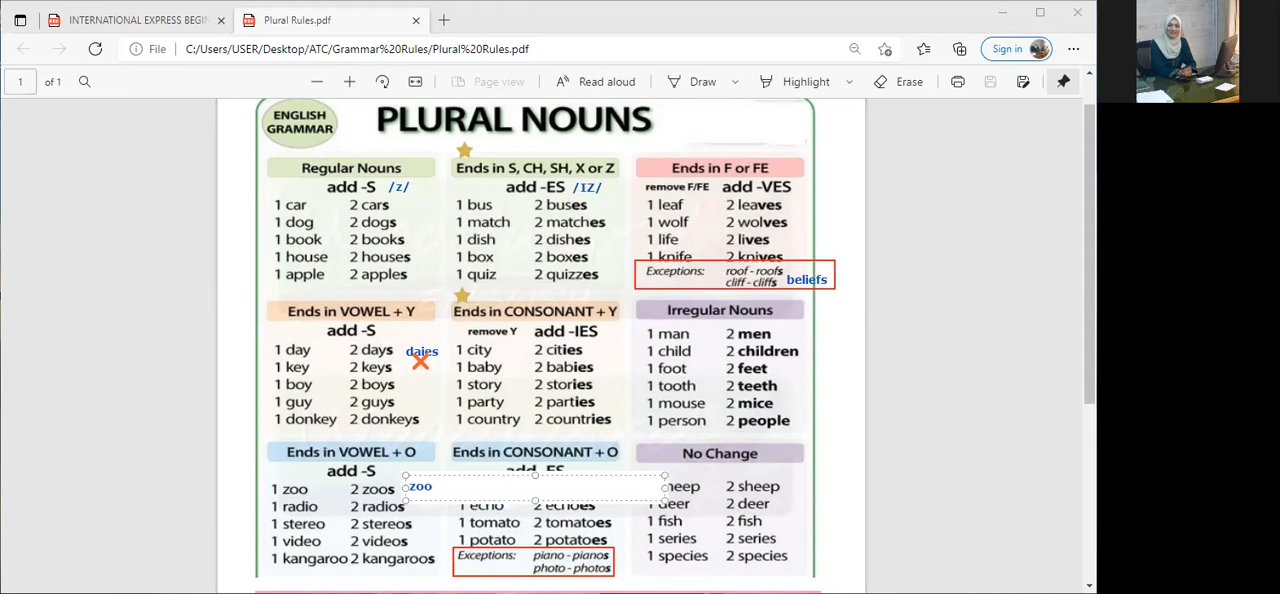 INTERNATIONAL EXPRESS BEGIN
Plural Rules.pdf
File
C:/Users/USER/Desktop/ATC/Grammar%20Rules/Plural%20Rules.pdf
Sign in
1
of 1
Page view
Read aloud
Draw
Highlight
Erase
ENGLISH
GRAMMAR
PLURAL NOUNS
Regular Nouns
add -S /z/
1 car 2 cars
1 dog 2 dogs
1 book 2 books
1 house 2 houses
1 apple 2 apples
Ends in S, CH, SH, X or Z
add -ES /IZ/
1 bus 2 buses
1 match 2 matches
1 dish 2 dishes
1 box 2 boxes
1 quiz 2 quizzes
Ends in F or FE
remove F/FE add -VES
1 leaf 2 leaves
1 wolf 2 wolves
1 life 2 lives
1 knife 2 knives
Exceptions: roof - roofs
cliff - cliffs beliefs
Ends in VOWEL + Y
add -S
1 day 2 days daies
1 key 2 keys
1 boy 2 boys
1 guy 2 guys
1 donkey 2 donkeys
Ends in CONSONANT + Y
remove Y add -IES
1 city 2 cities
1 baby 2 babies
1 story 2 stories
1 party 2 parties
1 country 2 countries
Irregular Nouns
1 man 2 men
1 child 2 children
1 foot 2 feet
1 tooth 2 teeth
1 mouse 2 mice
1 person 2 people
Ends in VOWEL + O
add -S
1 zoo 2 zoos zoo
1 radio 2 radios
1 stereo 2 stereos
1 video 2 videos
1 kangaroo 2 kangaroos
Ends in CONSONANT + O
add -ES
1 echo 2 echoes
1 tomato 2 tomatoes
1 potato 2 potatoes
Exceptions: piano - pianos
photo - photos
No Change
heep 2 sheep
deer 2 deer
1 fish 2 fish
1 series 2 series
1 species 2 species